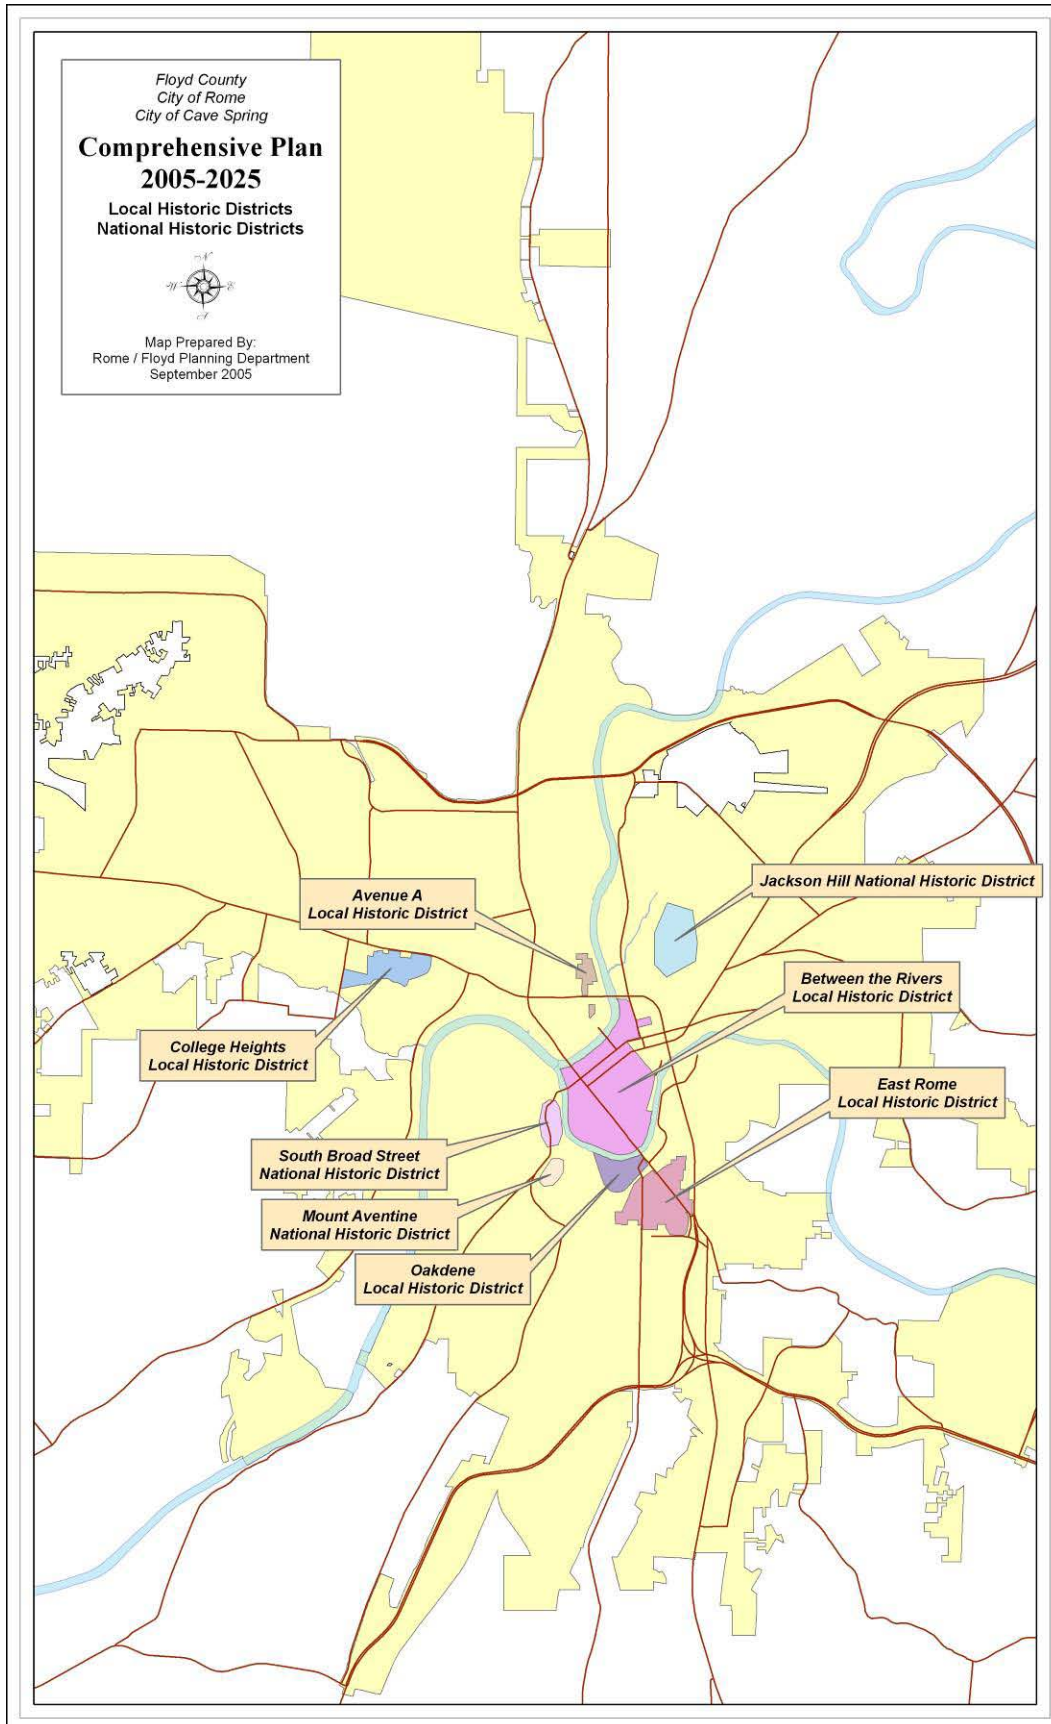 Floyd County
City of Rome
City of Cave Spring
Comprehensive Plan
2005-2025
Local Historic Districts
National Historic Districts
N
W
E
S
Map Prepared By:
Rome / Floyd Planning Department
September 2005
Jackson Hill National Historic District
Avenue A
Local Historic District
Between the Rivers
Local Historic District
College Heights
Local Historic District
East Rome
Local Historic District
South Broad Street
National Historic District
Mount Aventine
National Historic District
Oakdene
Local Historic District